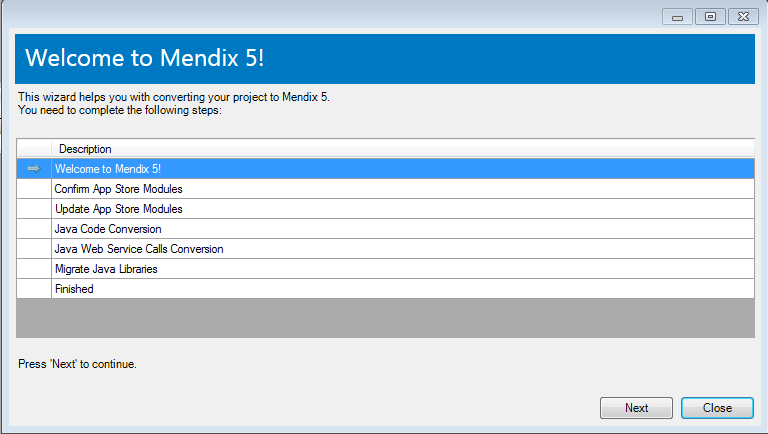 Welcome to Mendix 5!
This wizard helps you with converting your project to Mendix 5.
You need to complete the following steps:
Description
Welcome to Mendix 5!
Confirm App Store Modules
Update App Store Modules
Java Code Conversion
Java Web Service Calls Conversion
Migrate Java Libraries
Finished
Press 'Next' to continue.
Next Close